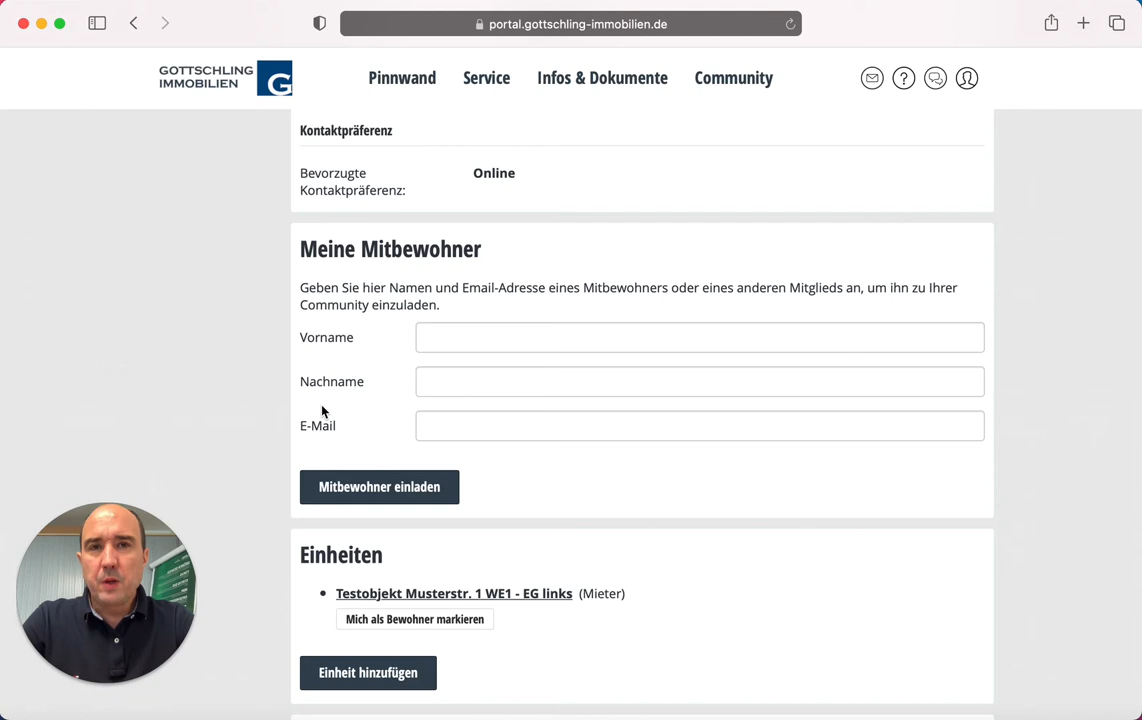 portal.gottschling-immobilien.de
GOTTSCHLING
IMMOBILIEN
G
Pinnwand Service Infos & Dokumente Community
Kontaktpräferenz
Bevorzugte
Kontaktpräferenz:
Online
Meine Mitbewohner
Geben Sie hier Namen und Email-Adresse eines Mitbewohners oder eines anderen Mitglieds an, um ihn zu Ihrer
Community einzuladen.
Vorname
Nachname
E-Mail
Mitbewohner einladen
Einheiten
Testobjekt Musterstr. 1 WE1 - EG links (Mieter)
Mich als Bewohner markieren
Einheit hinzufügen